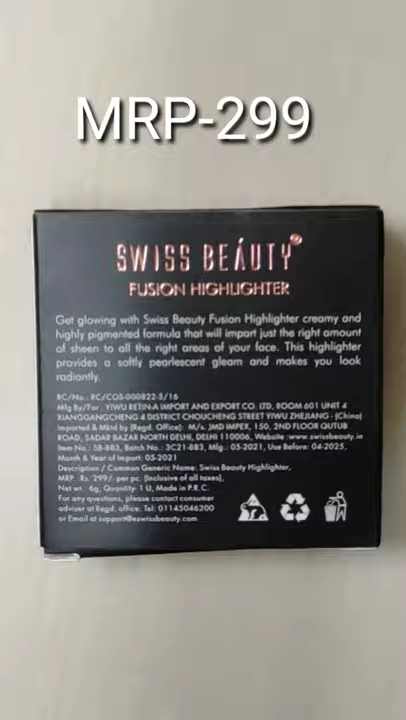 MRP-299
SWISS BEAÚTY®
FUSION HIGHLIGHTER
Get glowing with Swiss Beauty Fusion Highlighter creamy and
highly pigmented formula that will impart just the right amount
of sheen to all the right areas of your face. This highlighter
provides a softly pearlescent gleam and makes you look
radiantly.
RC/No.: RC/COS-000822-5/16
Mfg By/For : YIWU RETIN-A IMPORT AND EXPORT CO. LTD, ROOM 601 UNIT 4
XIANGGANGCHENG 4 DISTRICT CHOUCHENG STREET YIWU ZHEJIANG - (China)
Imported & Mktd by (Regd. Office): M/s. JMD IMPEX, 150, 2ND FLOOR QUTUB
ROAD, SADAR BAZAR NORTH DELHI, DELHI 110006, Website :www.swissbeauty.in
Item No.: SB-883, Batch No.: 3C21-883, Mfg.: 05-2021, Use Before: 04-2025,
Month & Year of Import: 05-2021
Description / Common Generic Name: Swiss Beauty Highlighter,
MRP: Rs. 299/- per pc. (Inclusive of all taxes),
Net wt. 6g, Quantity: 1 U, Made in P.R.C.
For any questions, please contact consumer
adviser at Regd. office: Tel: 01145046200
or Email at support@eswissbeauty.com